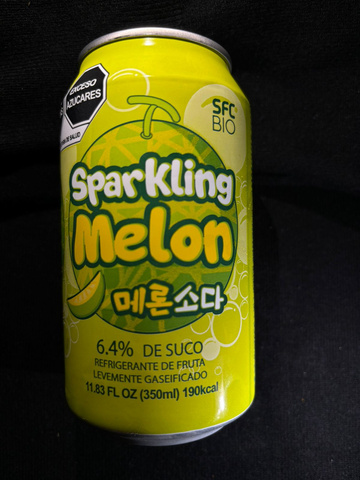 EXCESO
AZÚCARES
SFC
BIO
Sparkling
Melon
메론소다
6.4% DE SUCO
REFRIGERANTE DE FRUTA
LEVEMENTE GASEIFICADO
11.83 FL OZ (350ml) 190kcal